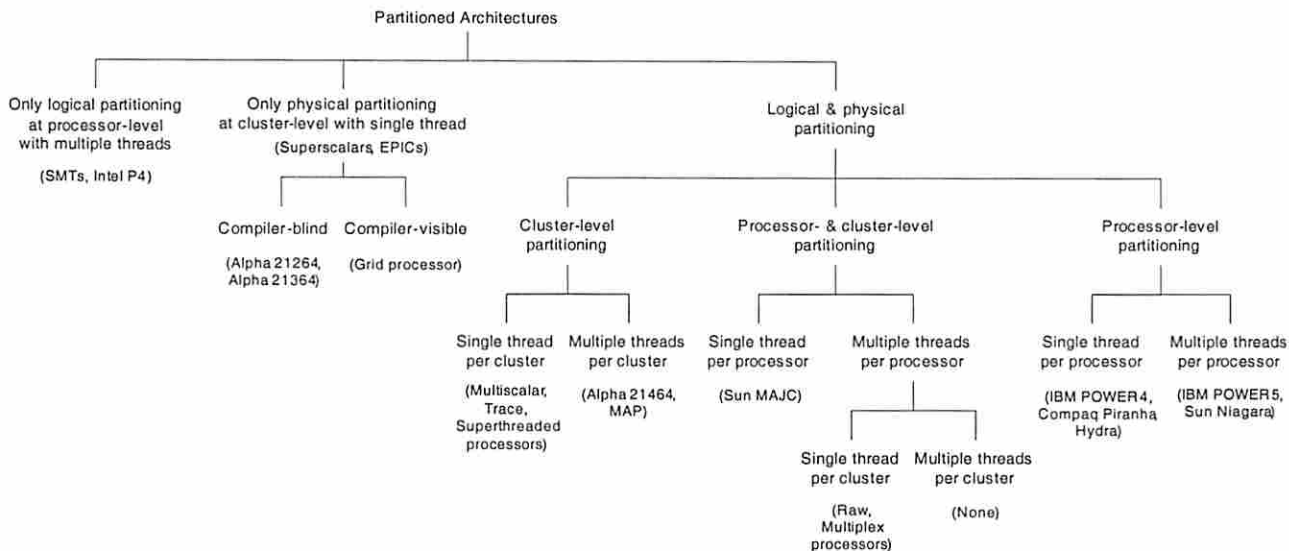 Partitioned Architectures
Only logical partitioning
at processor-level
with multiple threads
(SMTs, Intel P4)
Only physical partitioning
at cluster-level with single thread
(Superscalars, EPICs)
Logical & physical
partitioning
Compiler-blind
(Alpha 21264,
Alpha 21364)
Compiler-visible
(Grid processor)
Cluster-level
partitioning
Processor- & cluster-level
partitioning
Processor-level
partitioning
Single thread
per cluster
(Multiscalar,
Trace,
Superthreaded
processors)
Multiple threads
per cluster
(Alpha 21464,
MAP)
Single thread
per processor
(Sun MAJC)
Multiple threads
per processor
Single thread
per processor
(IBM POWER4,
Compaq Piranha,
Hydra)
Multiple threads
per processor
(IBM POWER5,
Sun Niagara)
Single thread
per cluster
(Raw,
Multiplex
processors)
Multiple threads
per cluster
(None)